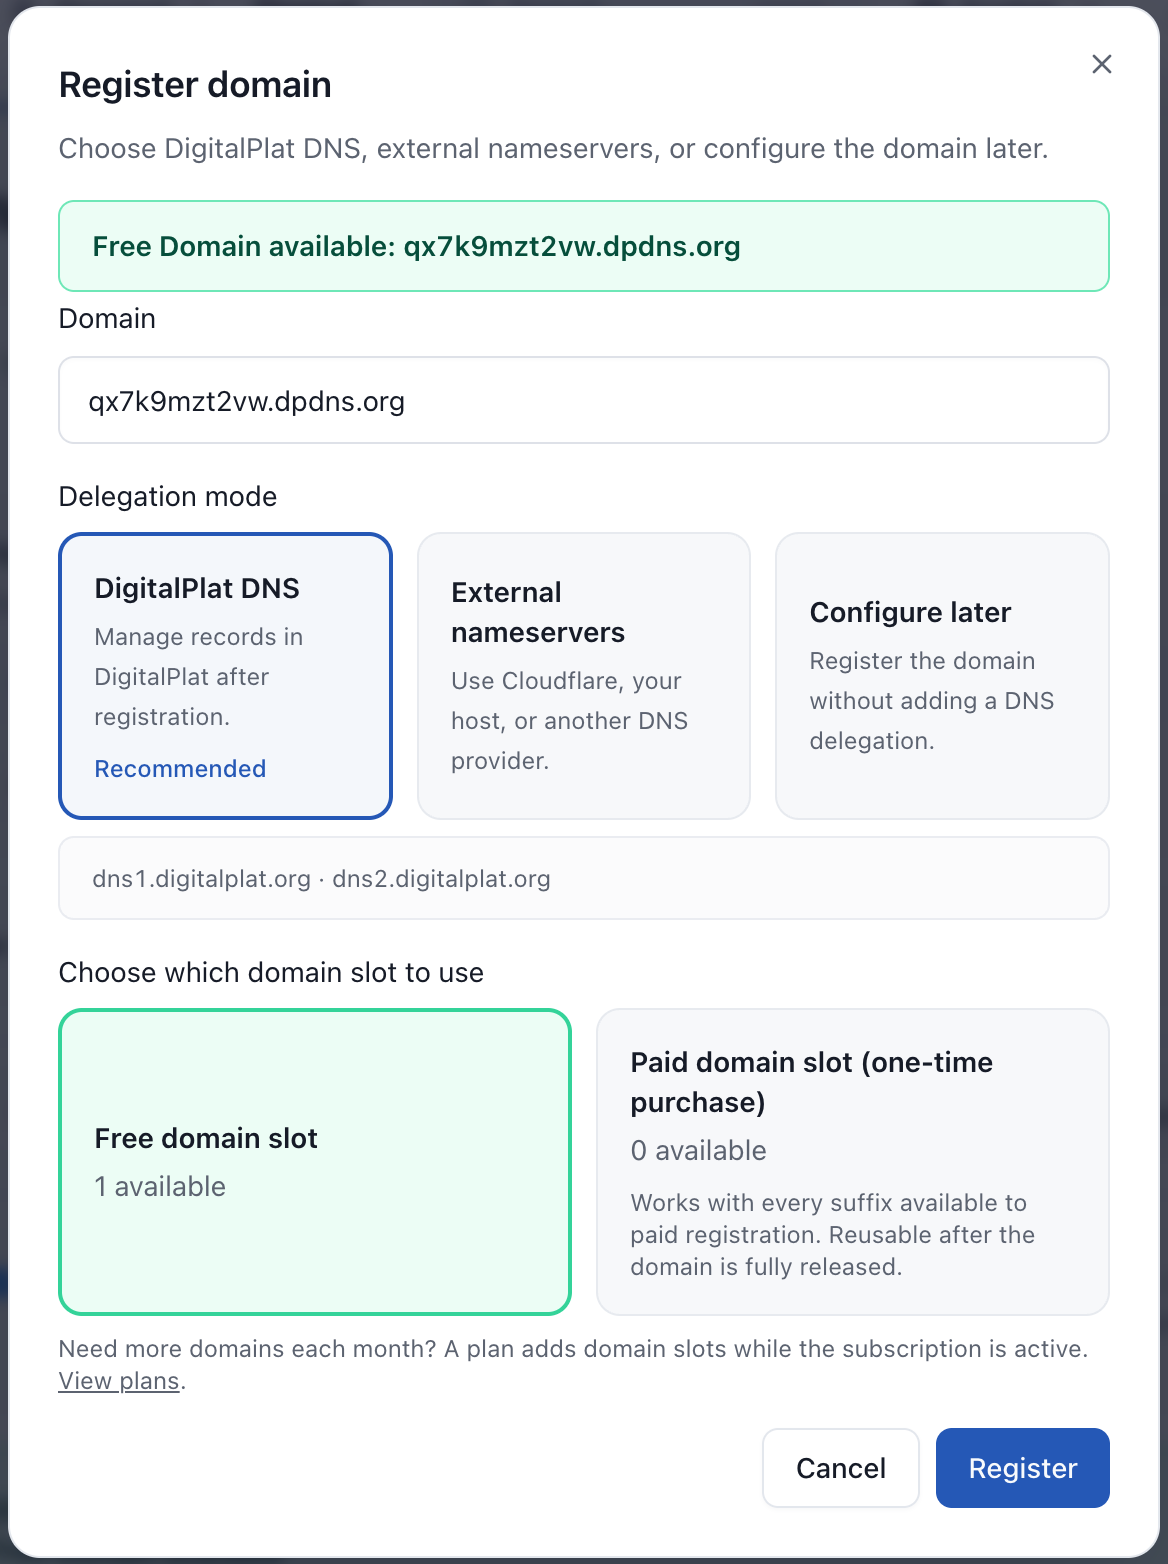 Register domain
Choose DigitalPlat DNS, external nameservers, or configure the domain later.
Free Domain available: qx7k9mzt2vw.dpdns.org
Domain
qx7k9mzt2vw.dpdns.org
Delegation mode
DigitalPlat DNS
Manage records in
DigitalPlat after
registration.
Recommended
External
nameservers
Use Cloudflare, your
host, or another DNS
provider.
Configure later
Register the domain
without adding a DNS
delegation.
dns1.digitalplat.org · dns2.digitalplat.org
Choose which domain slot to use
Free domain slot
1 available
Paid domain slot (one-time
purchase)
0 available
Works with every suffix available to
paid registration. Reusable after the
domain is fully released.
Need more domains each month? A plan adds domain slots while the subscription is active.
View plans.
Cancel
Register